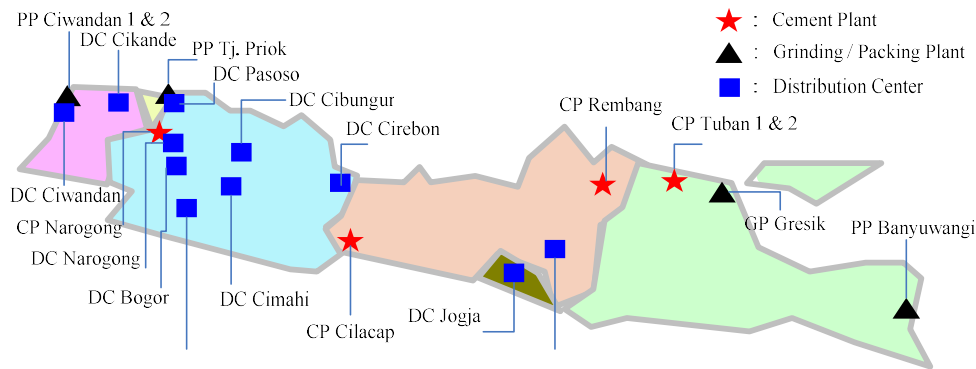 PP Ciwandan 1 & 2
DC Cikande
PP Tj. Priok
DC Pasoso
DC Cibungur
DC Cirebon
CP Rembang
CP Tuban 1 & 2
: Cement Plant
: Grinding / Packing Plant
: Distribution Center
DC Ciwandan
CP Narogong
DC Narogong
DC Bogor
DC Cimahi
CP Cilacap
DC Jogja
GP Gresik
PP Banyuwangi